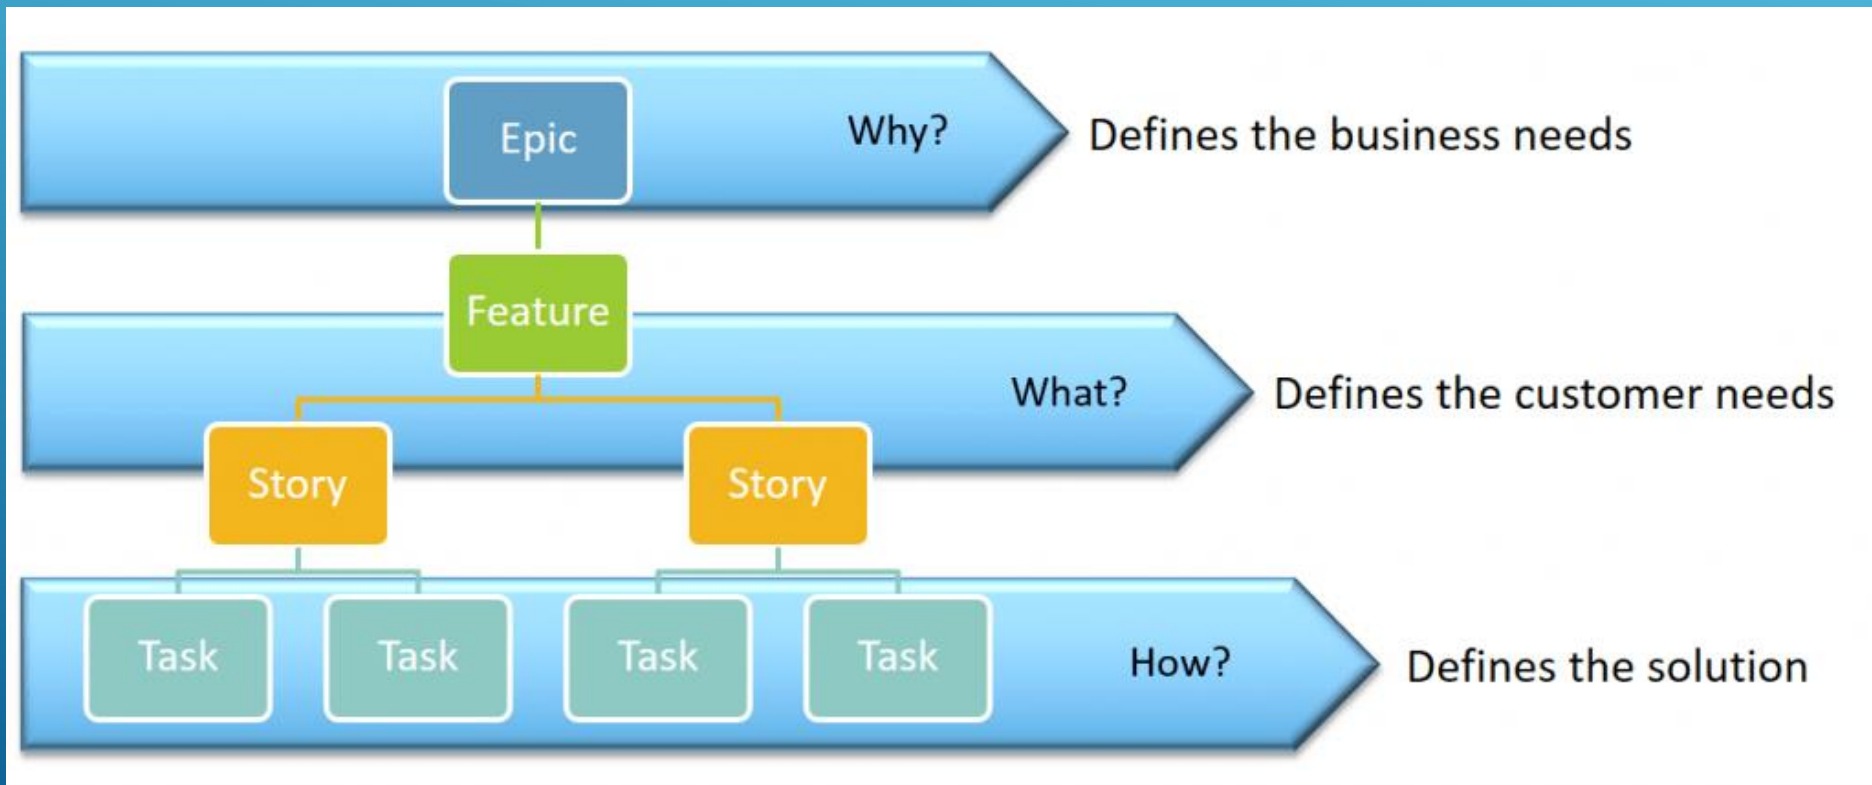 Epic
Why?
Defines the business needs
Feature
What?
Defines the customer needs
Story
Story
Task
Task
Task
Task
How?
Defines the solution